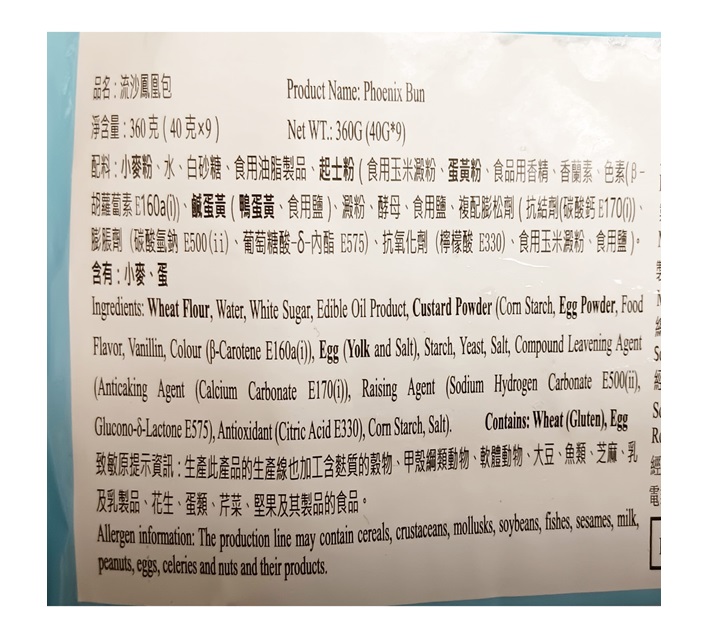 品名：流沙鳳凰包 Product Name: Phoenix Bun
淨含量：360克（40克×9） Net WT.: 360G (40G*9)
配料：小麥粉、水、白砂糖、食用油脂製品、起士粉（食用玉米澱粉、蛋黃粉、食品用香精、香蘭素、色素(β-
胡蘿蔔素E160a(i))、鹹蛋黃（鴨蛋黃、食用鹽）、澱粉、酵母、食用鹽、複配膨松劑（抗結劑(碳酸鈣E170(i))、
膨脹劑（碳酸氫鈉 E500(ii)、葡萄糖酸-δ-內酯 E575）、抗氧化劑（檸檬酸 E330)、食用玉米澱粉、食用鹽）。
含有：小麥、蛋
Ingredients: Wheat Flour, Water, White Sugar, Edible Oil Product, Custard Powder (Corn Starch, Egg Powder, Food
Flavor, Vanillin, Colour (β-Carotene E160a(i)), Egg (Yolk and Salt), Starch, Yeast, Salt, Compound Leavening Agent
(Anticaking Agent (Calcium Carbonate E170(i)), Raising Agent (Sodium Hydrogen Carbonate E500(ii),
Glucono-δ-Lactone E575), Antioxidant (Citric Acid E330), Corn Starch, Salt). Contains: Wheat (Gluten), Egg
致敏原提示資訊：生產此產品的生產線也加工含麩質的穀物、甲殼綱類動物、軟體動物、大豆、魚類、芝麻、乳
及乳製品、花生、蛋類、芹菜、堅果及其製品的食品。
Allergen information: The production line may contain cereals, crustaceans, mollusks, soybeans, fishes, sesames, milk,
peanuts, eggs, celeries and nuts and their products.